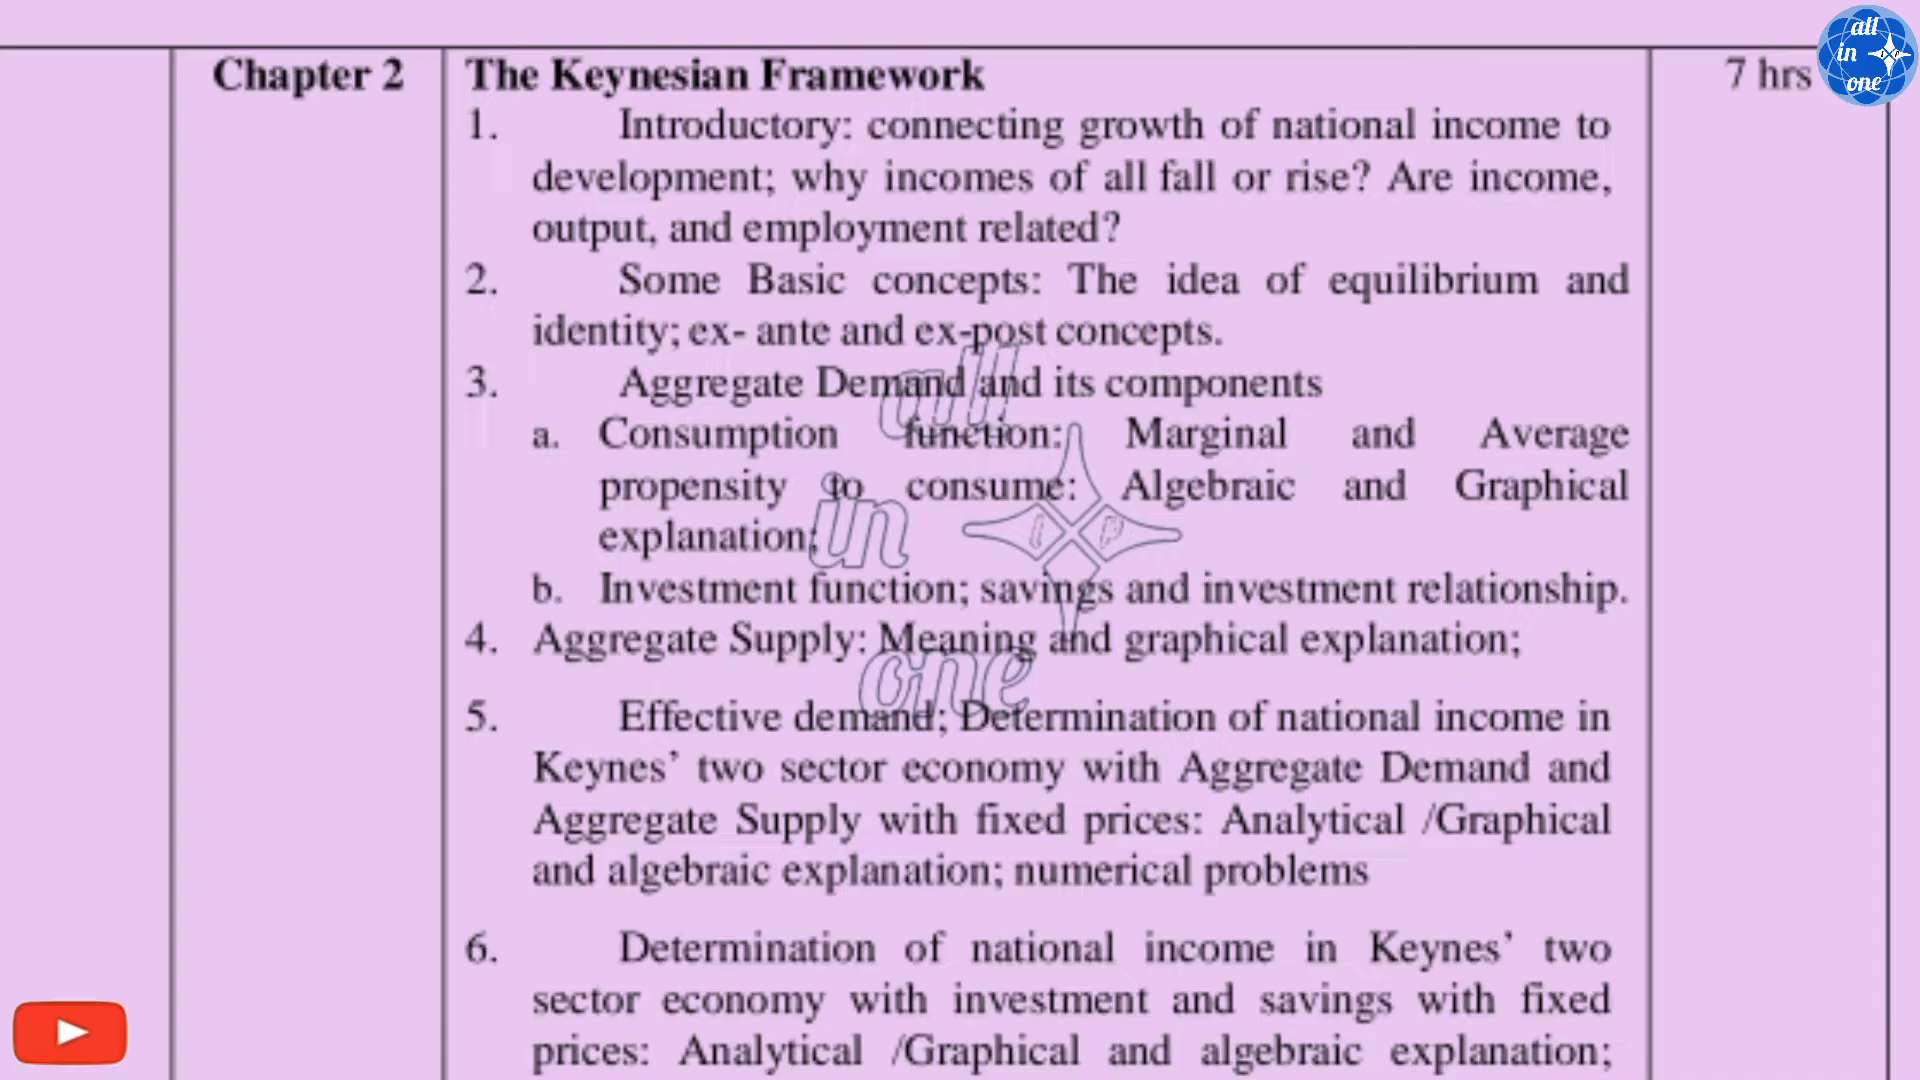 all
in
one
Chapter 2
The Keynesian Framework
7 hrs
1. Introductory: connecting growth of national income to
development; why incomes of all fall or rise? Are income,
output, and employment related?
2. Some Basic concepts: The idea of equilibrium and
identity; ex- ante and ex-post concepts.
3. Aggregate Demand and its components
a. Consumption function: Marginal and Average
propensity to consume: Algebraic and Graphical
explanation;
b. Investment function; savings and investment relationship.
4. Aggregate Supply: Meaning and graphical explanation;
5. Effective demand; Determination of national income in
Keynes’ two sector economy with Aggregate Demand and
Aggregate Supply with fixed prices: Analytical /Graphical
and algebraic explanation; numerical problems
6. Determination of national income in Keynes’ two
sector economy with investment and savings with fixed
prices: Analytical /Graphical and algebraic explanation;
all
in
I P
one